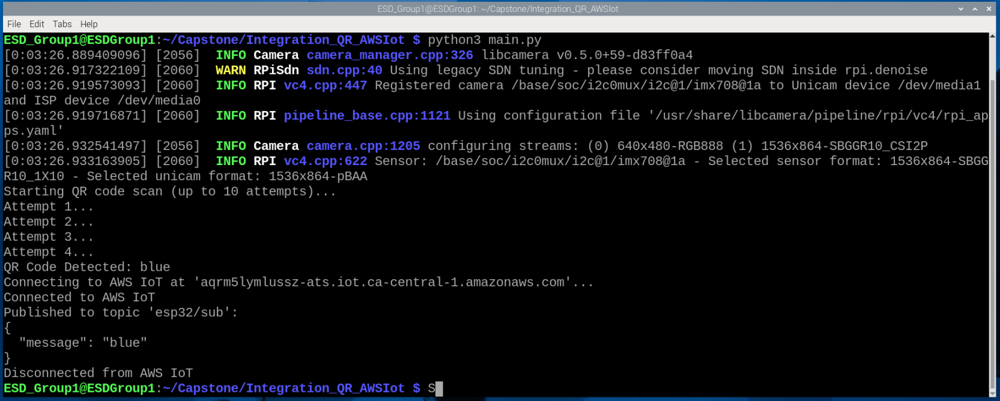 ESD_Group1@ESDGroup1: ~/Capstone/Integration_QR_AWSIot
File Edit Tabs Help
ESD_Group1@ESDGroup1:~/Capstone/Integration_QR_AWSIot $ python3 main.py
[0:03:26.889409096] [2056]  INFO Camera camera_manager.cpp:326 libcamera v0.5.0+59-d83ff0a4
[0:03:26.917322109] [2060]  WARN RPiSdn sdn.cpp:40 Using legacy SDN tuning - please consider moving SDN inside rpi.denoise
[0:03:26.919573093] [2060]  INFO RPI vc4.cpp:447 Registered camera /base/soc/i2c0mux/i2c@1/imx708@1a to Unicam device /dev/media1
and ISP device /dev/media0
[0:03:26.919716871] [2060]  INFO RPI pipeline_base.cpp:1121 Using configuration file '/usr/share/libcamera/pipeline/rpi/vc4/rpi_ap
ps.yaml'
[0:03:26.932541497] [2056]  INFO Camera camera.cpp:1205 configuring streams: (0) 640x480-RGB888 (1) 1536x864-SBGGR10_CSI2P
[0:03:26.933163905] [2060]  INFO RPI vc4.cpp:622 Sensor: /base/soc/i2c0mux/i2c@1/imx708@1a - Selected sensor format: 1536x864-SBGG
R10_1X10 - Selected unicam format: 1536x864-pBAA
Starting QR code scan (up to 10 attempts)...
Attempt 1...
Attempt 2...
Attempt 3...
Attempt 4...
QR Code Detected: blue
Connecting to AWS IoT at 'aqrm5lymlussz-ats.iot.ca-central-1.amazonaws.com'...
Connected to AWS IoT
Published to topic 'esp32/sub':
{
  "message": "blue"
}
Disconnected from AWS IoT
ESD_Group1@ESDGroup1:~/Capstone/Integration_QR_AWSIot $ S